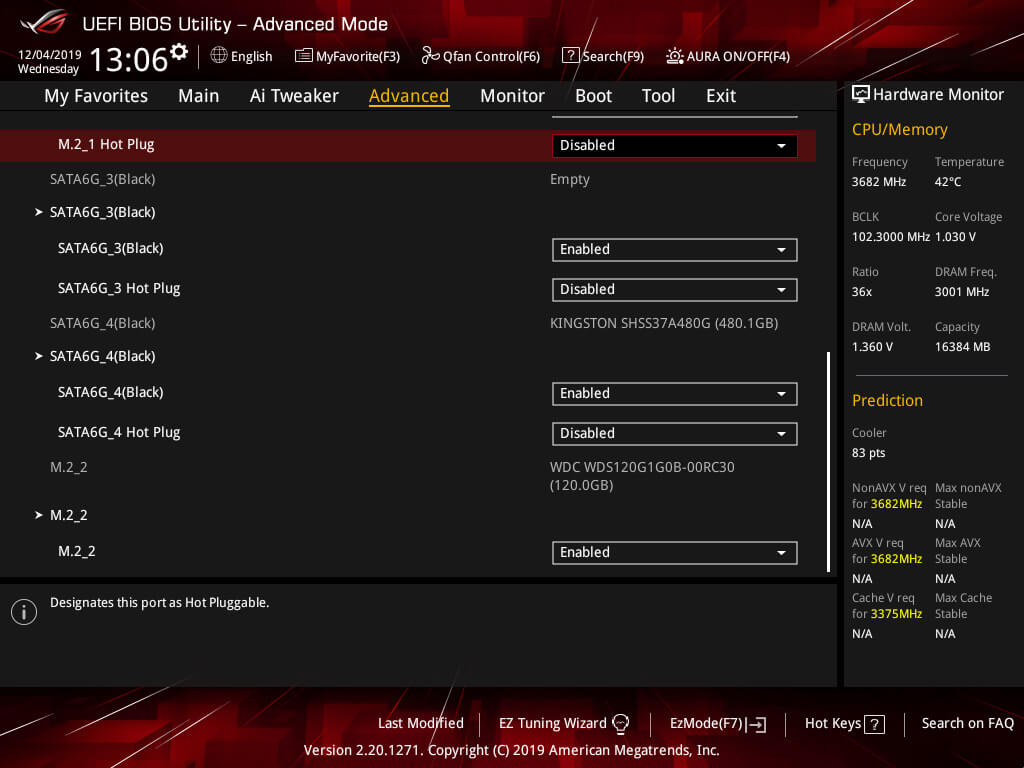 UEFI BIOS Utility – Advanced Mode
12/04/2019
Wednesday
13:06
English
MyFavorite(F3)
Qfan Control(F6)
Search(F9)
AURA ON/OFF(F4)
My Favorites Main Ai Tweaker Advanced Monitor Boot Tool Exit
M.2_1 Hot Plug Disabled
SATA6G_3(Black) Empty
SATA6G_3(Black)
SATA6G_3(Black) Enabled
SATA6G_3 Hot Plug Disabled
SATA6G_4(Black) KINGSTON SHSS37A480G (480.1GB)
SATA6G_4(Black)
SATA6G_4(Black) Enabled
SATA6G_4 Hot Plug Disabled
M.2_2 WDC WDS120G1G0B-00RC30
(120.0GB)
M.2_2
M.2_2 Enabled
Designates this port as Hot Pluggable.
Hardware Monitor
CPU/Memory
Frequency Temperature
3682 MHz 42°C
BCLK Core Voltage
102.3000 MHz 1.030 V
Ratio DRAM Freq.
36x 3001 MHz
DRAM Volt. Capacity
1.360 V 16384 MB
Prediction
Cooler
83 pts
NonAVX V req Max nonAVX
for 3682MHz Stable
N/A N/A
AVX V req Max AVX
for 3682MHz Stable
N/A N/A
Cache V req Max Cache
for 3375MHz Stable
N/A N/A
Last Modified EZ Tuning Wizard EzMode(F7) Hot Keys ? Search on FAQ
Version 2.20.1271. Copyright (C) 2019 American Megatrends, Inc.